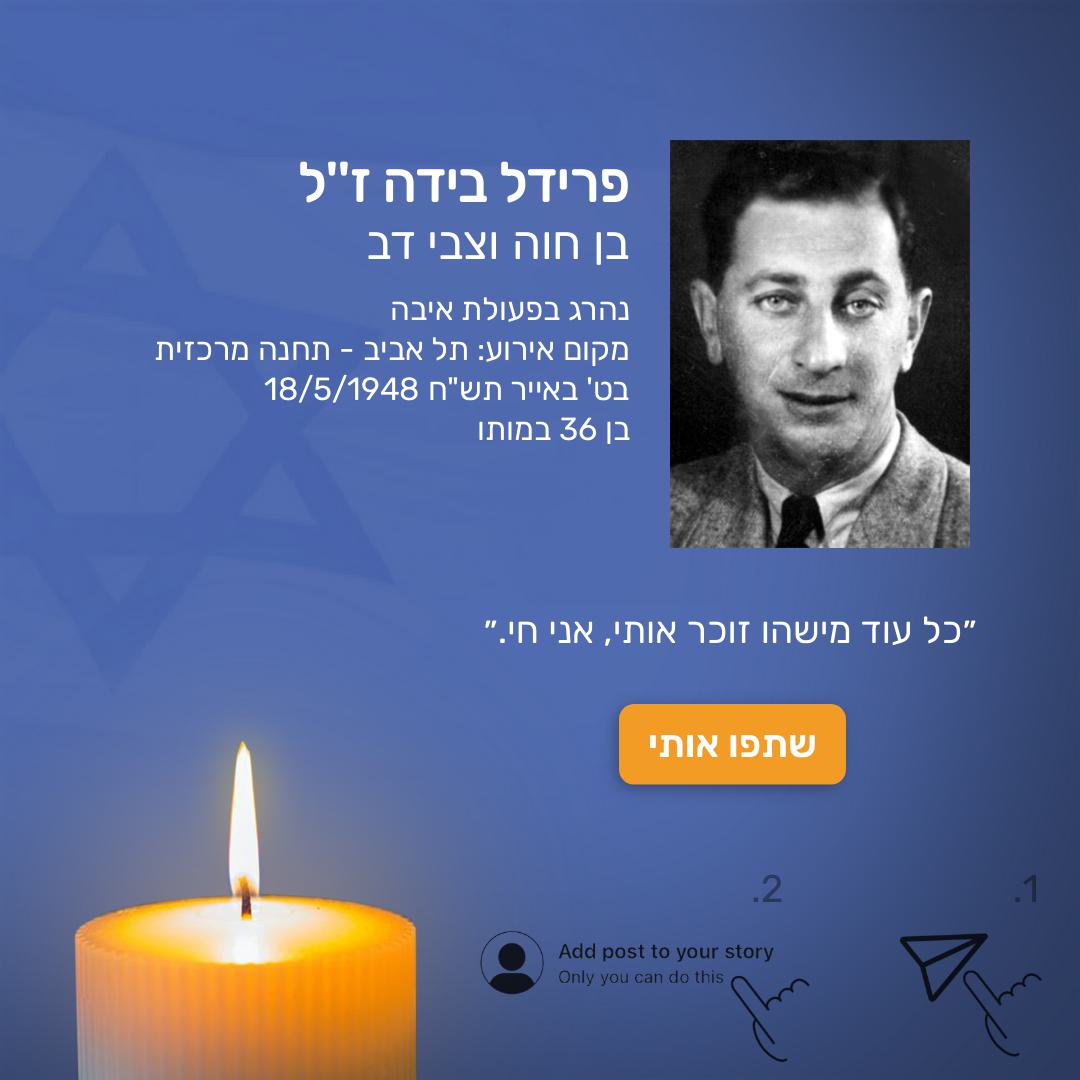 פרידל בידה ז"ל
בן חוה וצבי דב
נהרג בפעולת איבה
מקום אירוע: תל אביב - תחנה מרכזית
בט' באייר תש"ח 18/5/1948
בן 36 במותו
״כל עוד מישהו זוכר אותי, אני חי.״
שתפו אותי
.1
.2
Add post to your story
Only you can do this